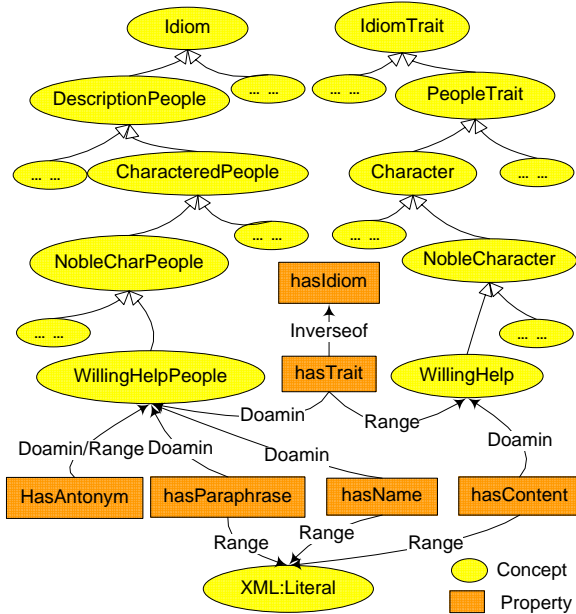 Idiom
IdiomTrait
... ...
... ...
DescriptionPeople
PeopleTrait
... ...
CharacteredPeople
Character
... ...
... ...
... ...
NobleCharPeople
NobleCharacter
hasIdiom
... ...
Inverseof
... ...
WillingHelpPeople
hasTrait
WillingHelp
Doamin
Range
Doamin/Range
Doamin
Doamin
Doamin
HasAntonym
hasParaphrase
hasName
hasContent
Range
Range
Range
XML:Literal
Concept
Property